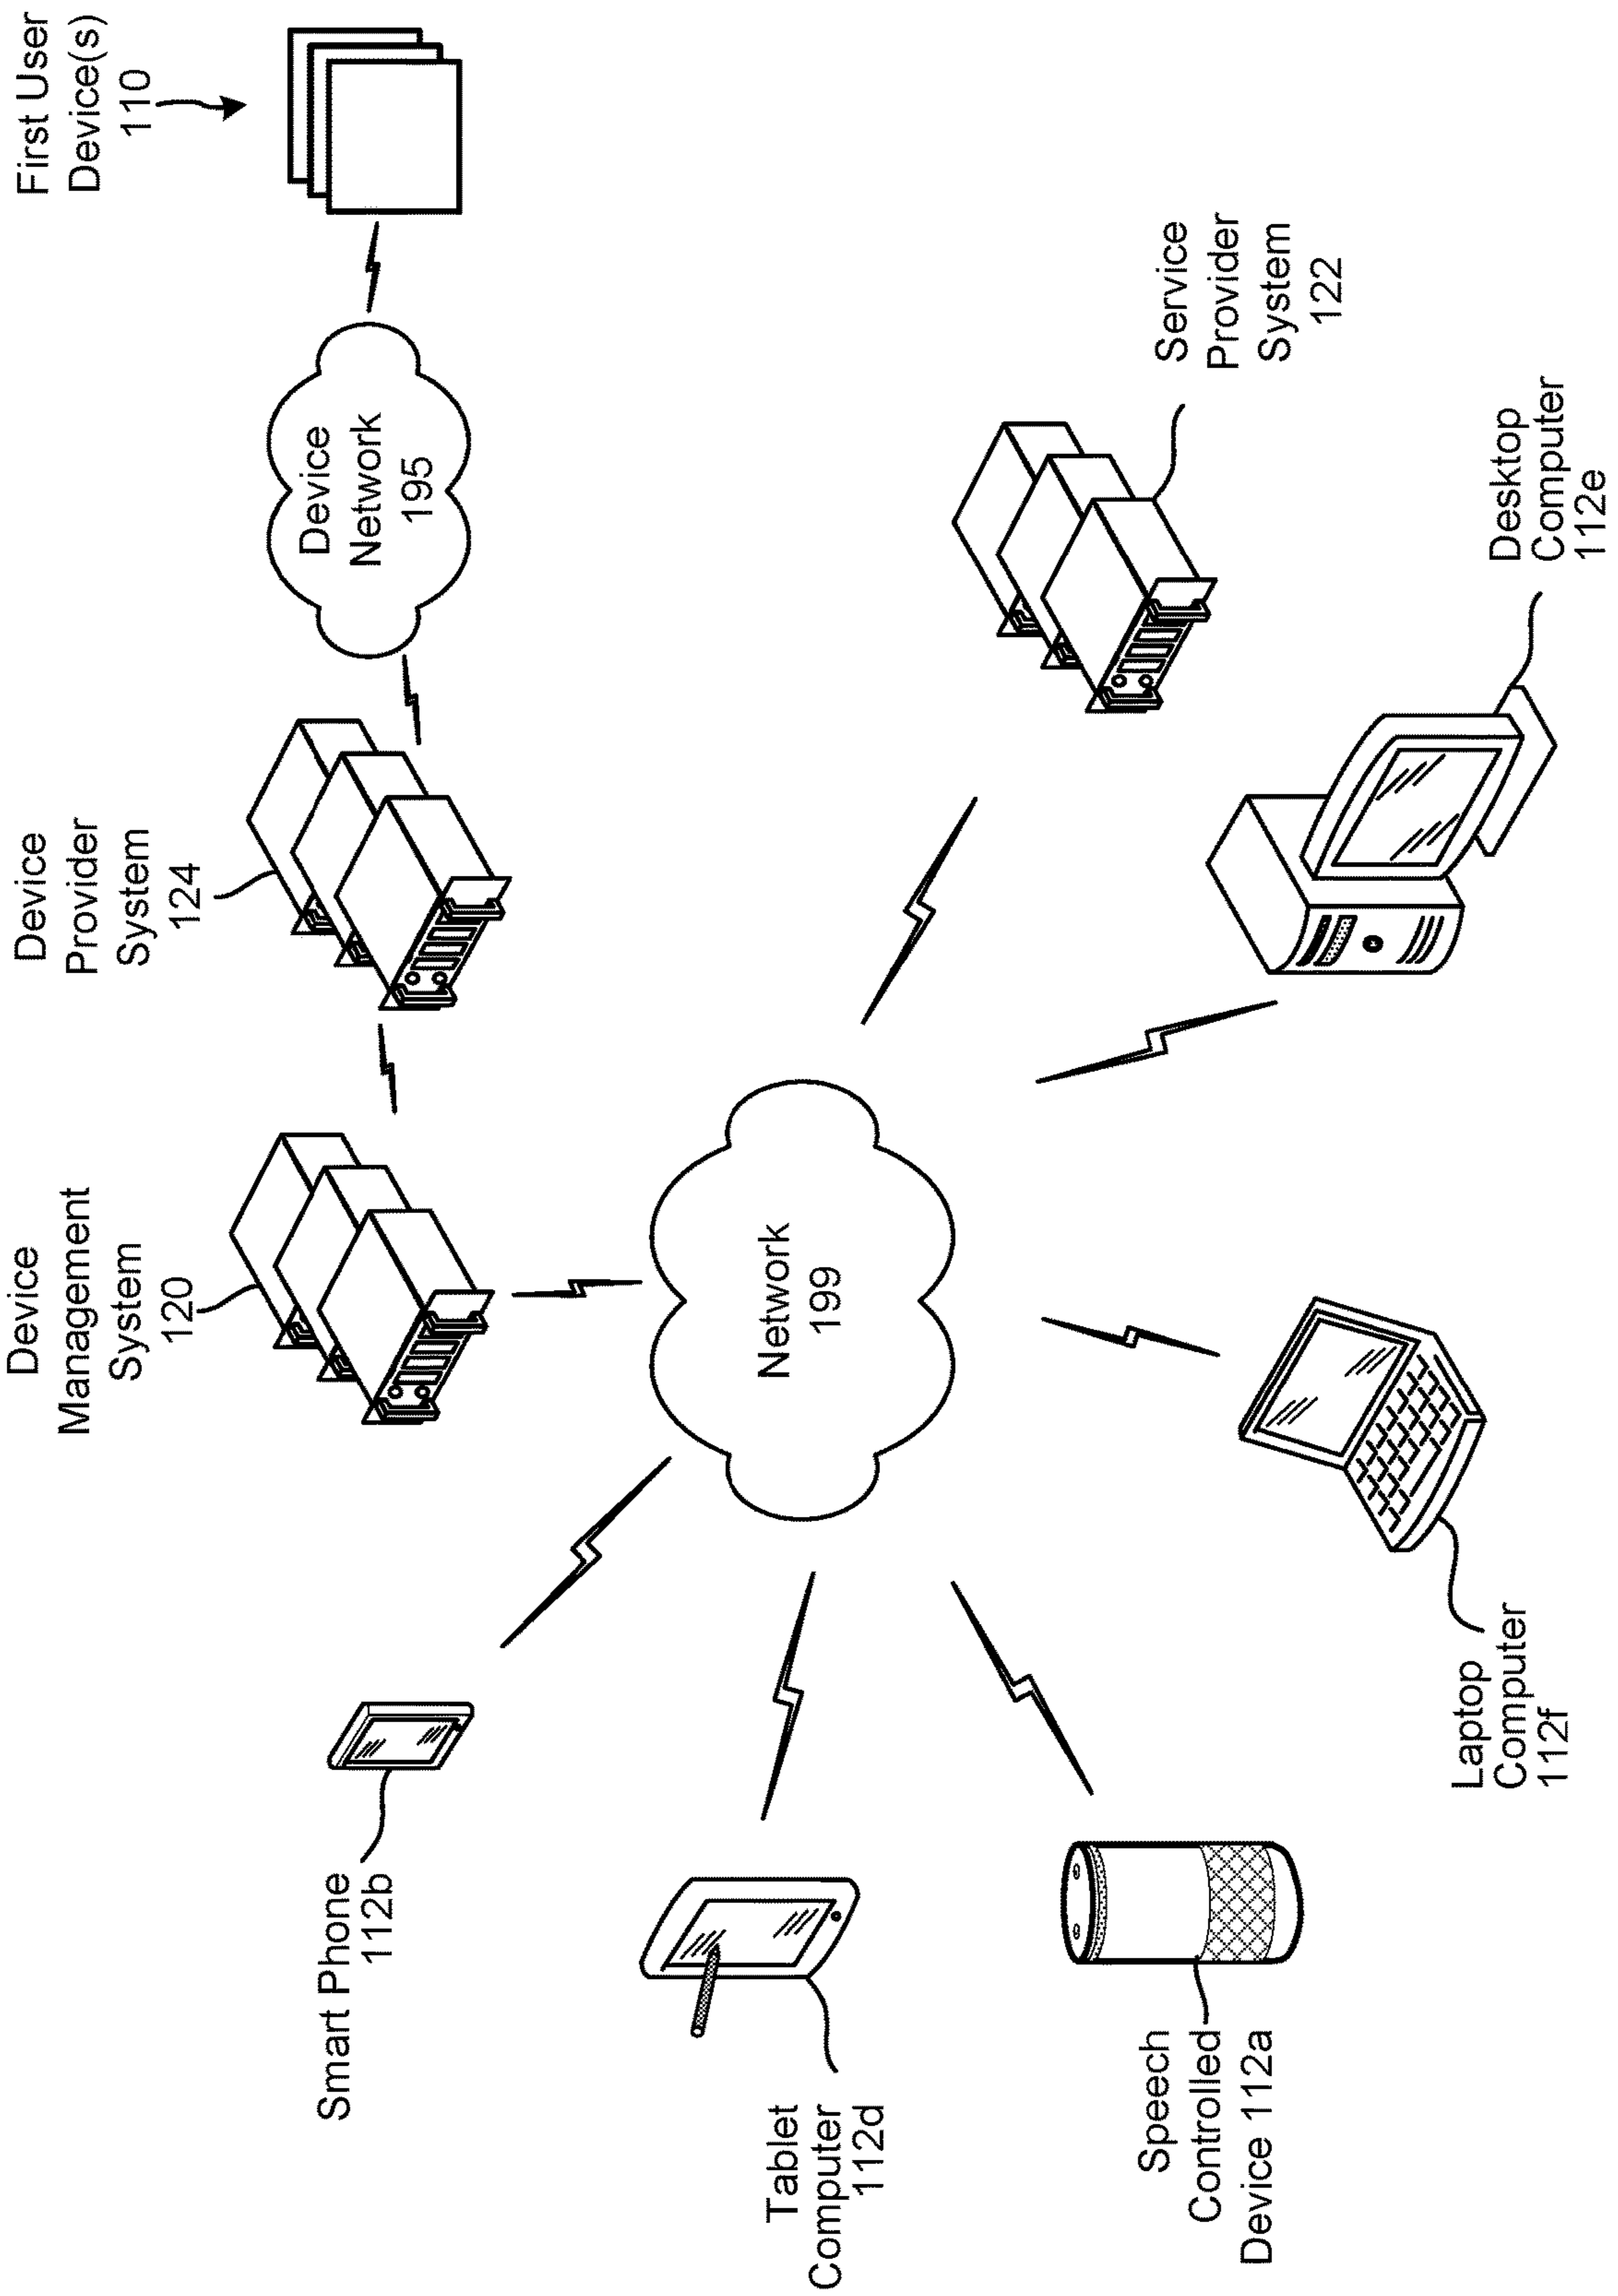 Smart Phone
112b
Device
Management
System
120
Device
Provider
System
124
Device
Network
195
First User
Device(s)
110
Tablet
Computer
112d
Network
199
Service
Provider
System
122
Speech
Controlled
Device 112a
Laptop
Computer
112f
Desktop
Computer
112e